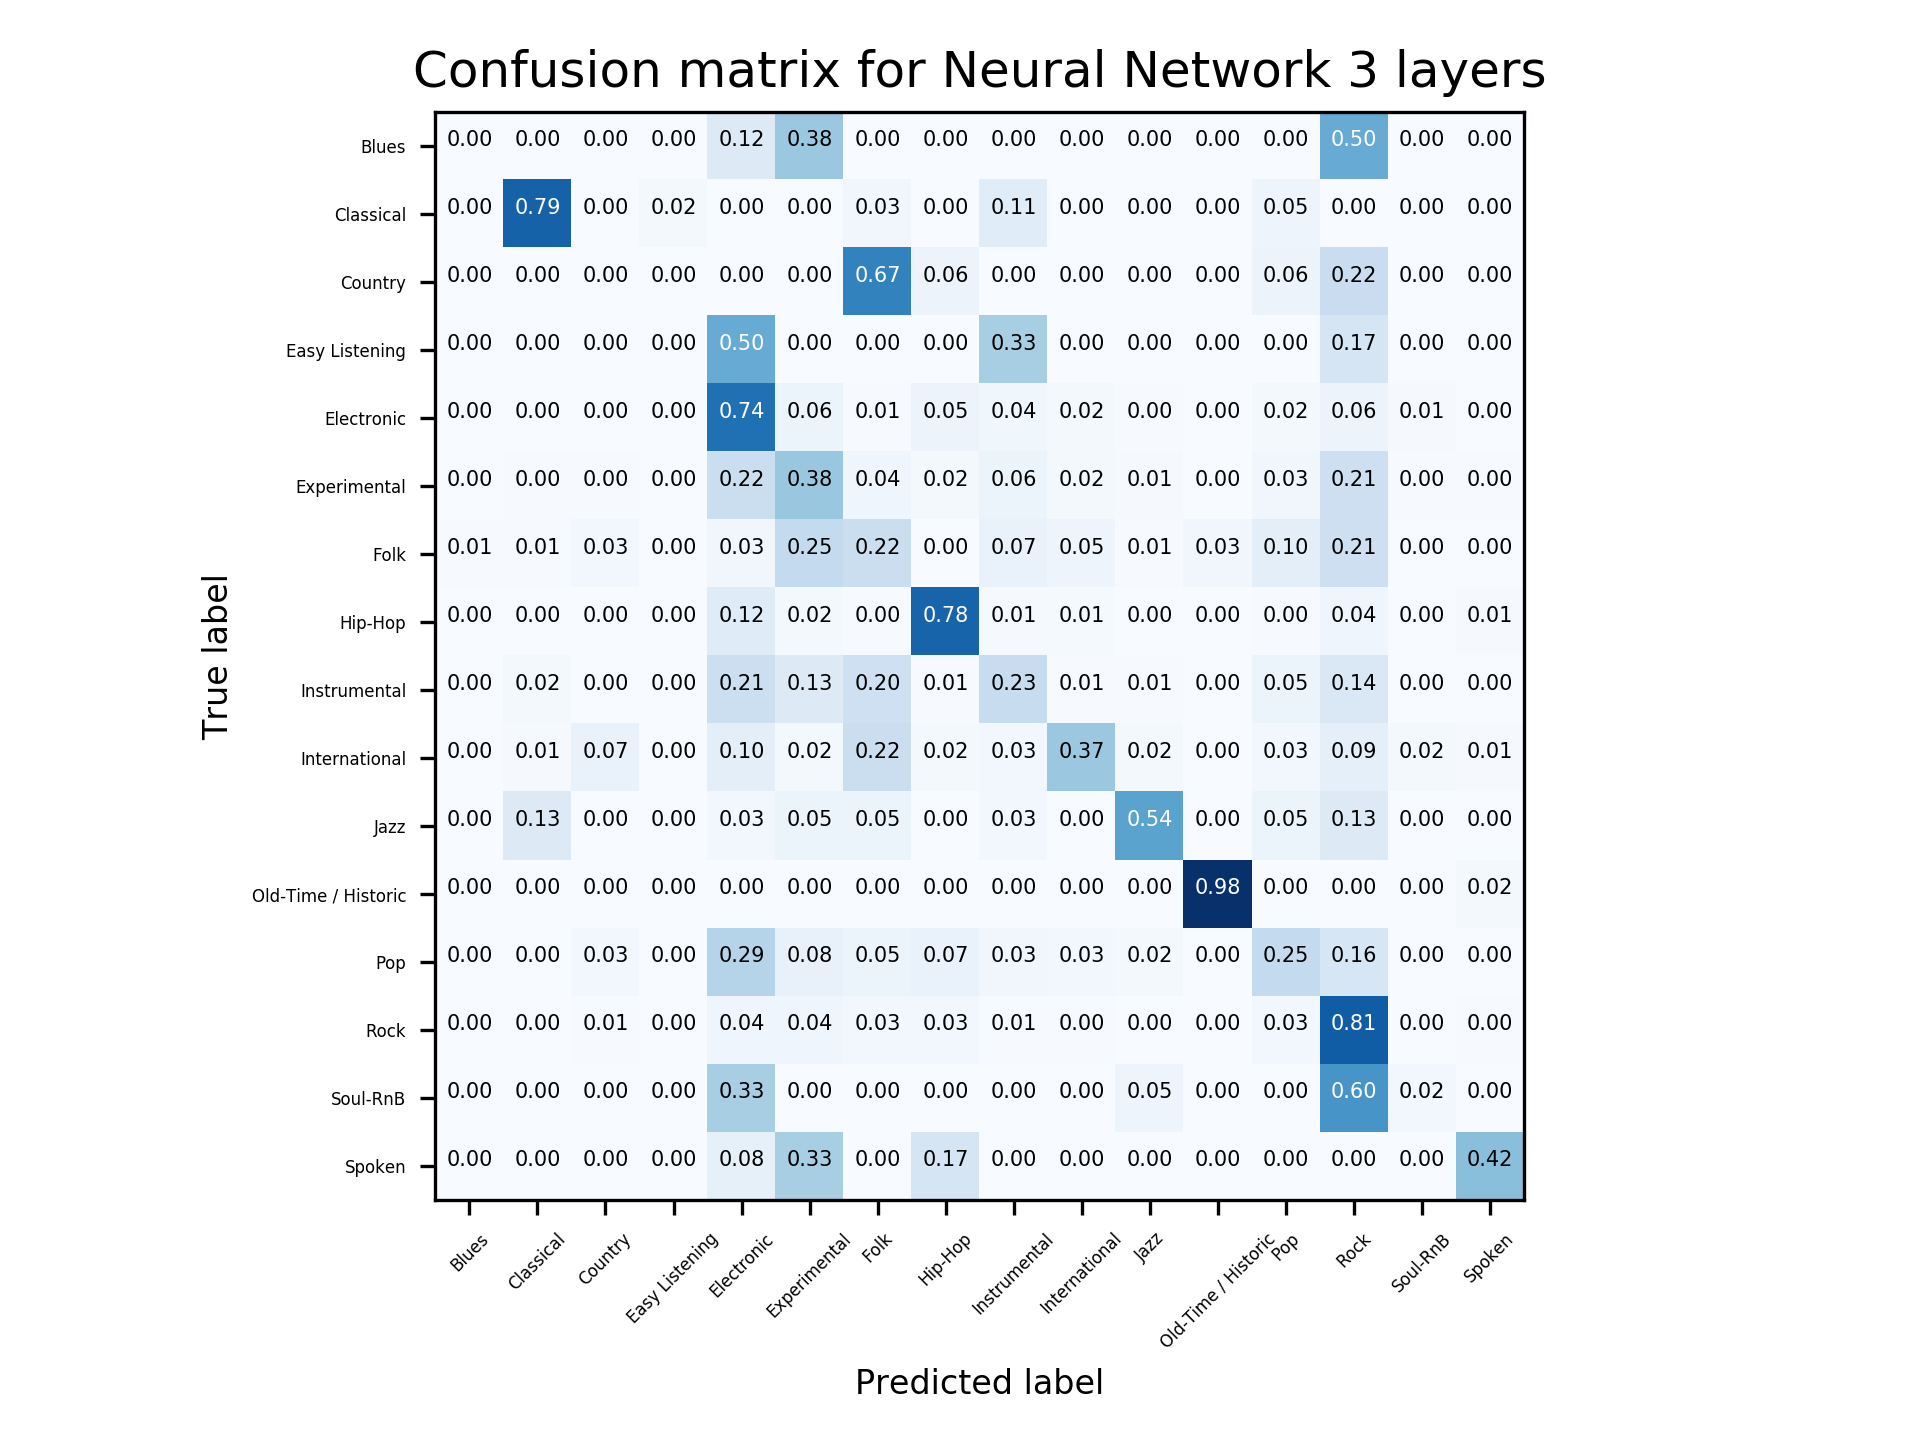 Confusion matrix for Neural Network 3 layers
True label
Blues 0.00 0.00 0.00 0.00 0.12 0.38 0.00 0.00 0.00 0.00 0.00 0.00 0.00 0.50 0.00 0.00
Classical 0.00 0.79 0.00 0.02 0.00 0.00 0.03 0.00 0.11 0.00 0.00 0.00 0.05 0.00 0.00 0.00
Country 0.00 0.00 0.00 0.00 0.00 0.00 0.67 0.06 0.00 0.00 0.00 0.00 0.06 0.22 0.00 0.00
Easy Listening 0.00 0.00 0.00 0.00 0.50 0.00 0.00 0.00 0.33 0.00 0.00 0.00 0.00 0.17 0.00 0.00
Electronic 0.00 0.00 0.00 0.00 0.74 0.06 0.01 0.05 0.04 0.02 0.00 0.00 0.02 0.06 0.01 0.00
Experimental 0.00 0.00 0.00 0.00 0.22 0.38 0.04 0.02 0.06 0.02 0.01 0.00 0.03 0.21 0.00 0.00
Folk 0.01 0.01 0.03 0.00 0.03 0.25 0.22 0.00 0.07 0.05 0.01 0.03 0.10 0.21 0.00 0.00
Hip-Hop 0.00 0.00 0.00 0.00 0.12 0.02 0.00 0.78 0.01 0.01 0.00 0.00 0.00 0.04 0.00 0.01
Instrumental 0.00 0.02 0.00 0.00 0.21 0.13 0.20 0.01 0.23 0.01 0.01 0.00 0.05 0.14 0.00 0.00
International 0.00 0.01 0.07 0.00 0.10 0.02 0.22 0.02 0.03 0.37 0.02 0.00 0.03 0.09 0.02 0.01
Jazz 0.00 0.13 0.00 0.00 0.03 0.05 0.05 0.00 0.03 0.00 0.54 0.00 0.05 0.13 0.00 0.00
Old-Time / Historic 0.00 0.00 0.00 0.00 0.00 0.00 0.00 0.00 0.00 0.00 0.00 0.98 0.00 0.00 0.00 0.02
Pop 0.00 0.00 0.03 0.00 0.29 0.08 0.05 0.07 0.03 0.03 0.02 0.00 0.25 0.16 0.00 0.00
Rock 0.00 0.00 0.01 0.00 0.04 0.04 0.03 0.03 0.01 0.00 0.00 0.00 0.03 0.81 0.00 0.00
Soul-RnB 0.00 0.00 0.00 0.00 0.33 0.00 0.00 0.00 0.00 0.00 0.05 0.00 0.00 0.60 0.02 0.00
Spoken 0.00 0.00 0.00 0.00 0.08 0.33 0.00 0.17 0.00 0.00 0.00 0.00 0.00 0.00 0.00 0.42
Blues Classical Country Easy Listening Electronic Experimental Folk Hip-Hop Instrumental International Jazz Old-Time / Historic Pop Rock Soul-RnB Spoken
Predicted label